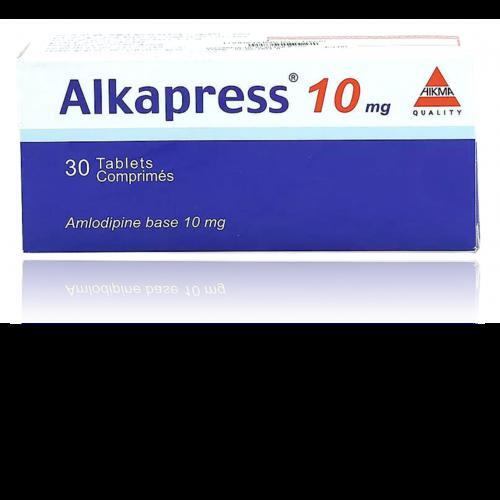 Alkapress® 10 mg
HIKMA
QUALITY
30 Tablets
Comprimés
Amlodipine base 10 mg